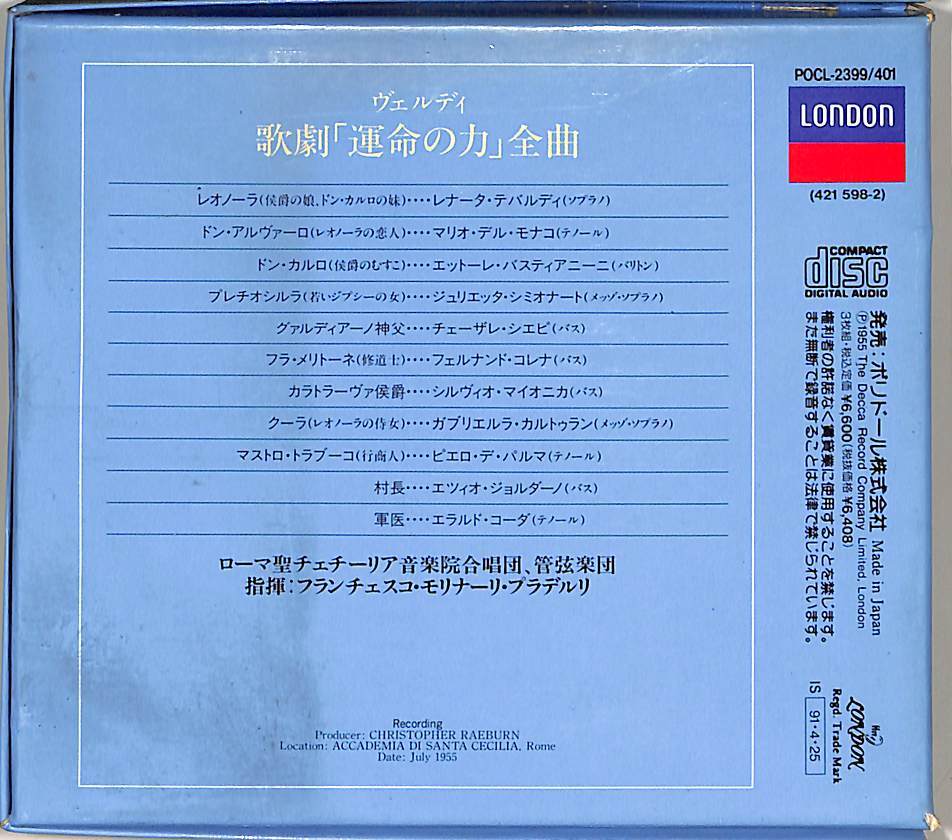 ヴェルディ
歌劇「運命の力」全曲
レオノーラ(侯爵の娘、ドン・カルロの妹)‥‥レナータ・テバルディ(ソプラノ)
ドン・アルヴァーロ(レオノーラの恋人)‥‥マリオ・デル・モナコ(テノール)
ドン・カルロ(侯爵のむすこ)‥‥エットーレ・バスティアニーニ(バリトン)
プレチオシルラ(若いジプシーの女)‥‥ジュリエッタ・シミオナート(メッゾ・ソプラノ)
グァルディアーノ神父‥‥チェーザレ・シエピ(バス)
フラ・メリトーネ(修道士)‥‥フェルナンド・コレナ(バス)
カラトラーヴァ侯爵‥‥シルヴィオ・マイオニカ(バス)
クーラ(レオノーラの侍女)‥‥ガブリエルラ・カルトゥラン(メッゾ・ソプラノ)
マストロ・トラブーコ(行商人)‥‥ピエロ・デ・パルマ(テノール)
村長‥‥エツィオ・ジョルダーノ(バス)
軍医‥‥エラルド・コーダ(テノール)
ローマ聖チェチーリア音楽院合唱団、管弦楽団
指揮:フランチェスコ・モリナーリ・プラデルリ
Recording
Producer: CHRISTOPHER RAEBURN
Location: ACCADEMIA DI SANTA CECILIA, Rome
Date: July 1955
POCL-2399/401
LONDON
(421 598-2)
COMPACT
disc
DIGITAL AUDIO
発売:ポリドール株式会社 Made in Japan
Ⓟ1955 The Decca Record Company Limited, London
3枚組・税込定価¥6,600(税抜価格¥6,408)
権利者の許諾なく賃貸業に使用することを禁じます。
また無断で録音することは法律で禁じられています。
LONDON
Regd. Trade Mark
IS 91・4・25